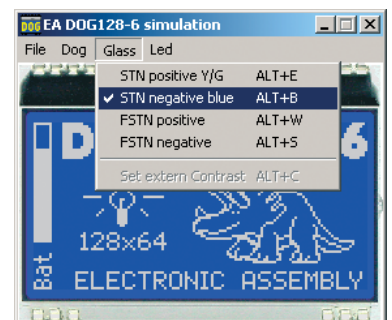 DOG EA DOG128-6 simulation
File Dog Glass Led
STN positive Y/G ALT+E
STN negative blue ALT+B
FSTN positive ALT+W
FSTN negative ALT+S
Set extern Contrast ALT+C
D 6
128x64
Bat
ELECTRONIC ASSEMBLY